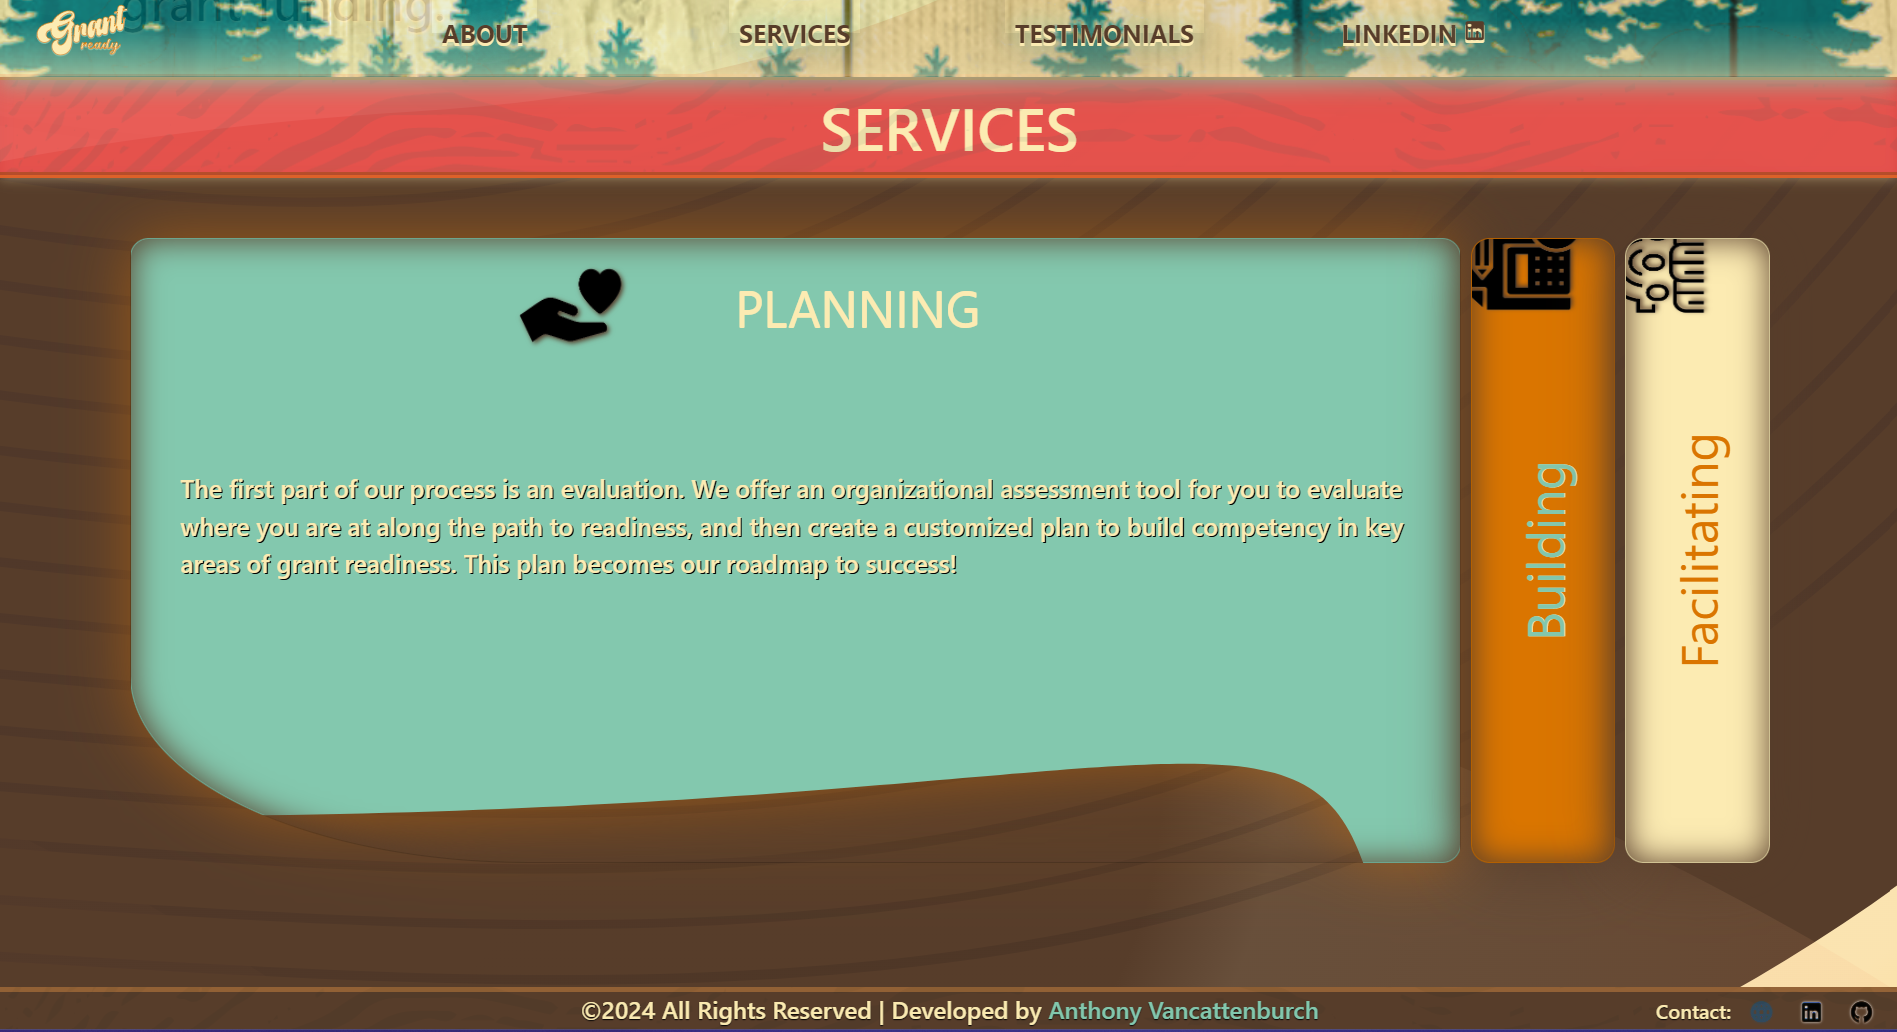 grant funding.
Grant
ready
ABOUT
SERVICES
TESTIMONIALS
LINKEDIN
SERVICES
PLANNING
The first part of our process is an evaluation. We offer an organizational assessment tool for you to evaluate
where you are at along the path to readiness, and then create a customized plan to build competency in key
areas of grant readiness. This plan becomes our roadmap to success!
Building
Facilitating
©2024 All Rights Reserved | Developed by Anthony Vancattenburch
Contact: